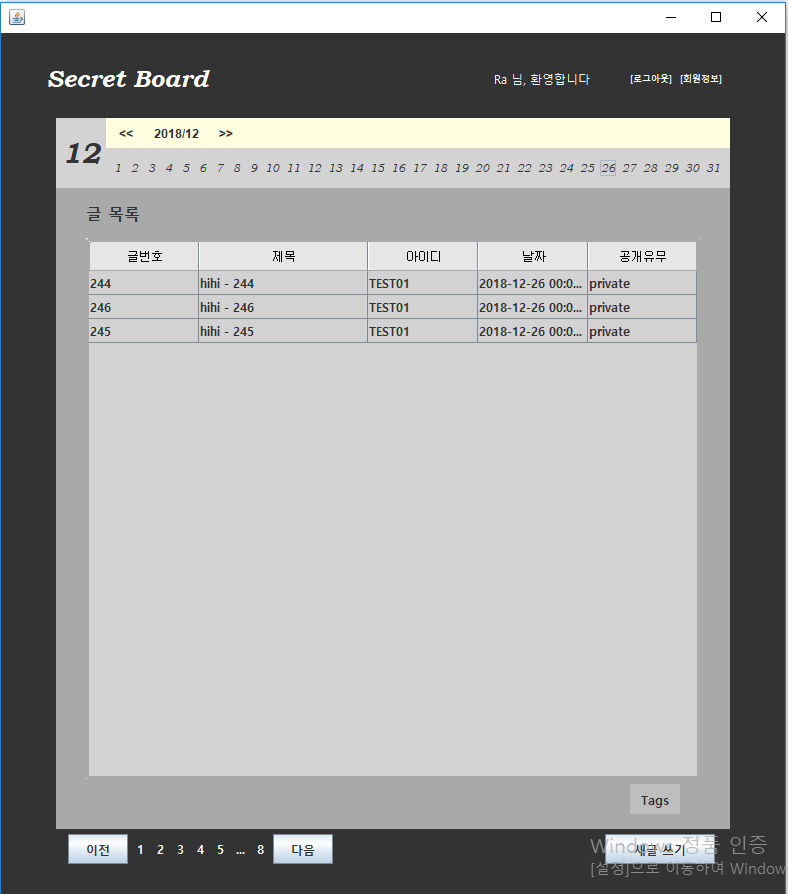 Secret Board
Ra 님, 환영합니다 [로그아웃] [회원정보]
12
<< 2018/12 >>
1 2 3 4 5 6 7 8 9 10 11 12 13 14 15 16 17 18 19 20 21 22 23 24 25 26 27 28 29 30 31
글 목록
글번호 제목 아이디 날짜 공개유무
244 hihi - 244 TEST01 2018-12-26 00:0... private
246 hihi - 246 TEST01 2018-12-26 00:0... private
245 hihi - 245 TEST01 2018-12-26 00:0... private
Tags
이전 1 2 3 4 5 ... 8 다음 새글 쓰기
Windows 정품 인증
[설정]으로 이동하여 Window